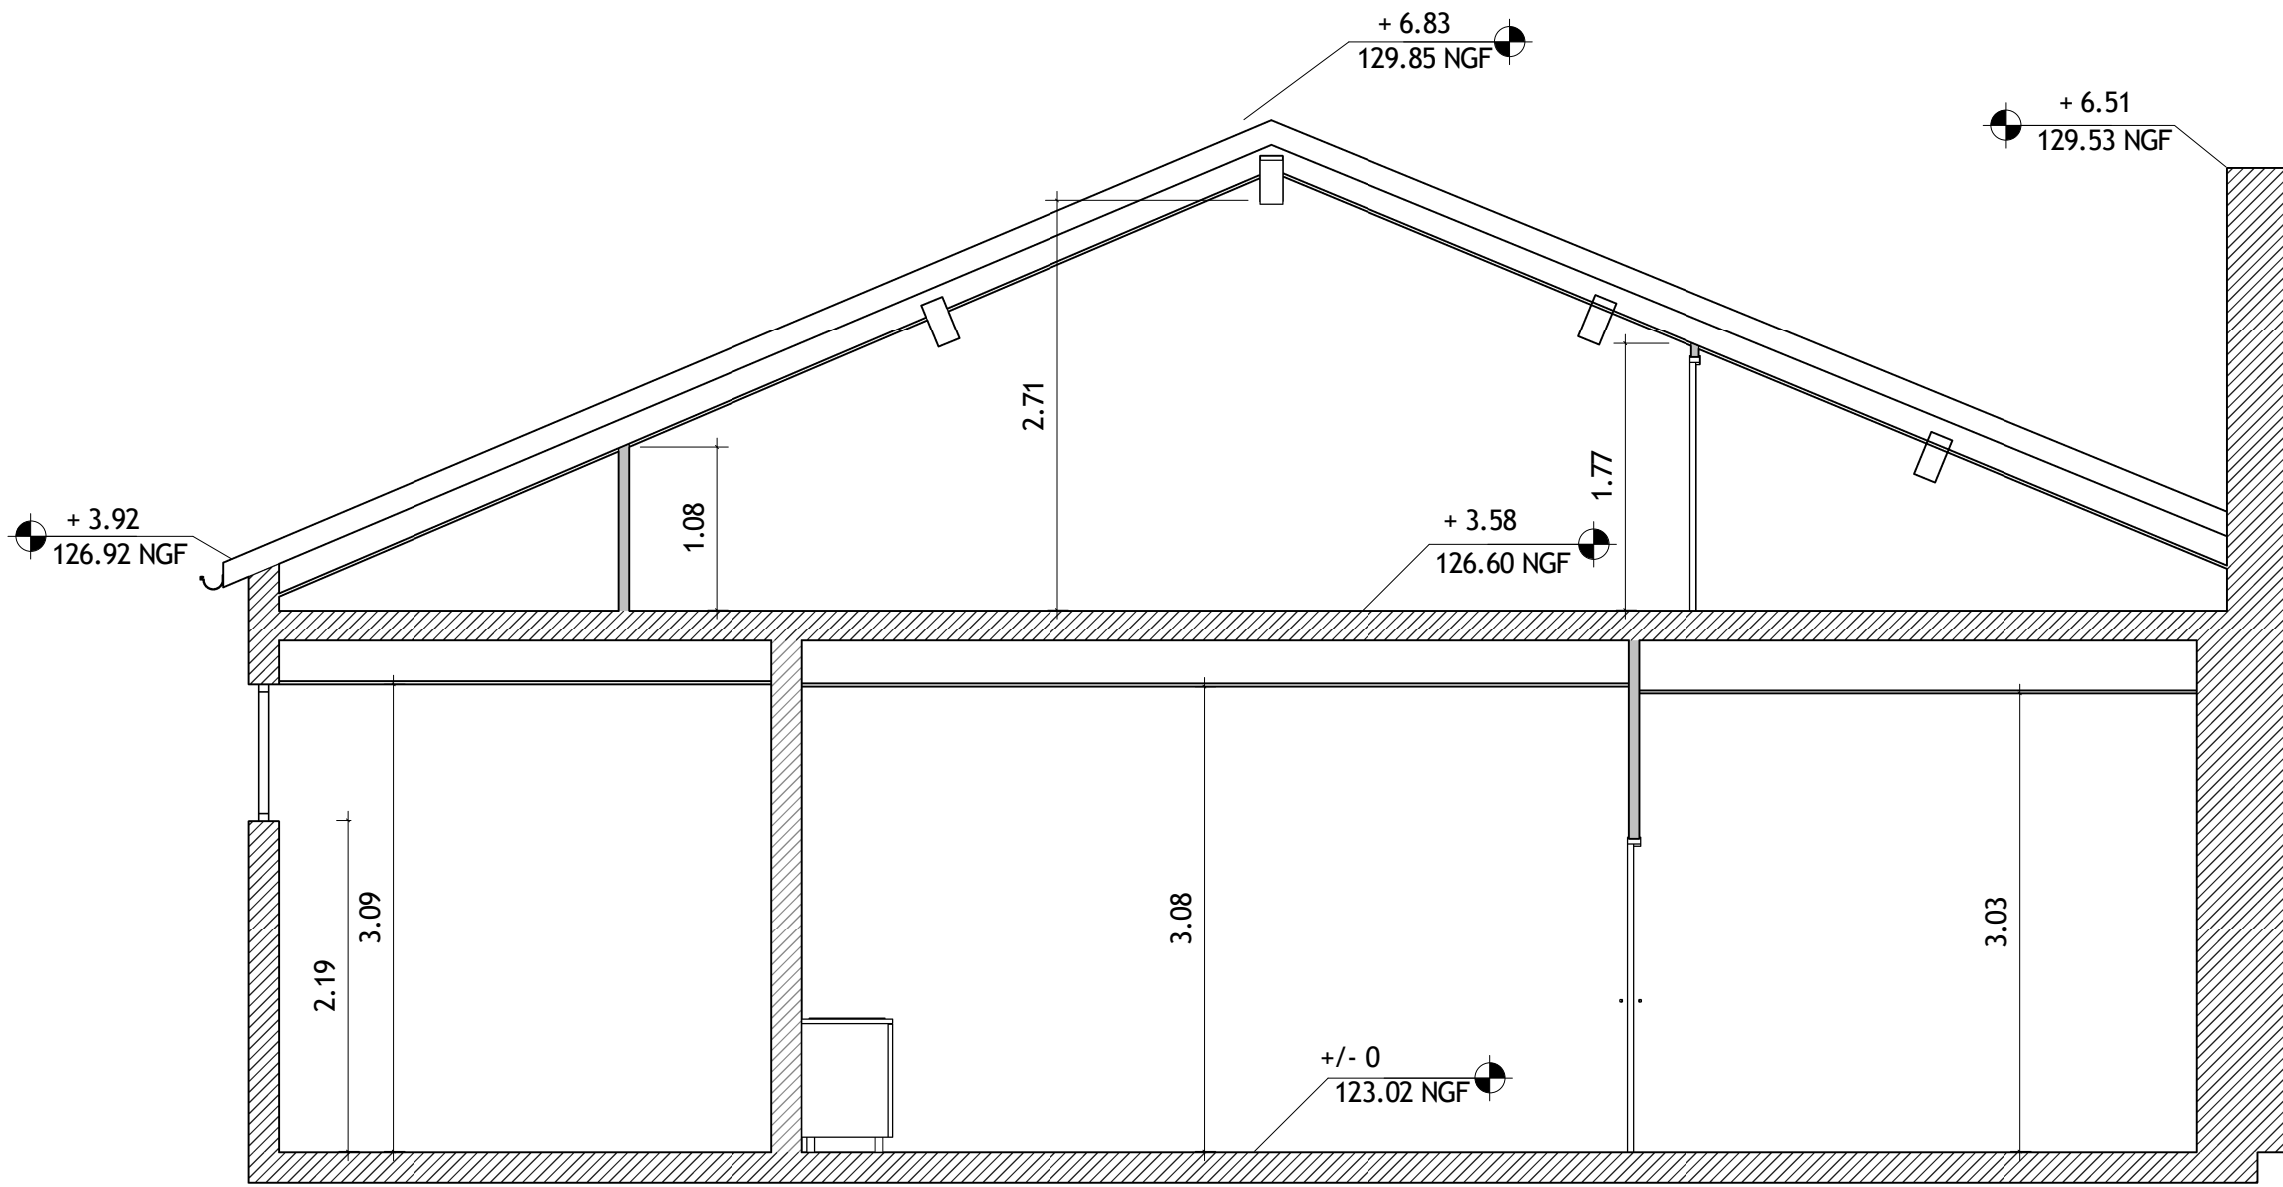 + 6.83
129.85 NGF
+ 6.51
129.53 NGF
2.71
1.77
1.08
+ 3.92
126.92 NGF
+ 3.58
126.60 NGF
3.09
2.19
3.08
3.03
+/- 0
123.02 NGF